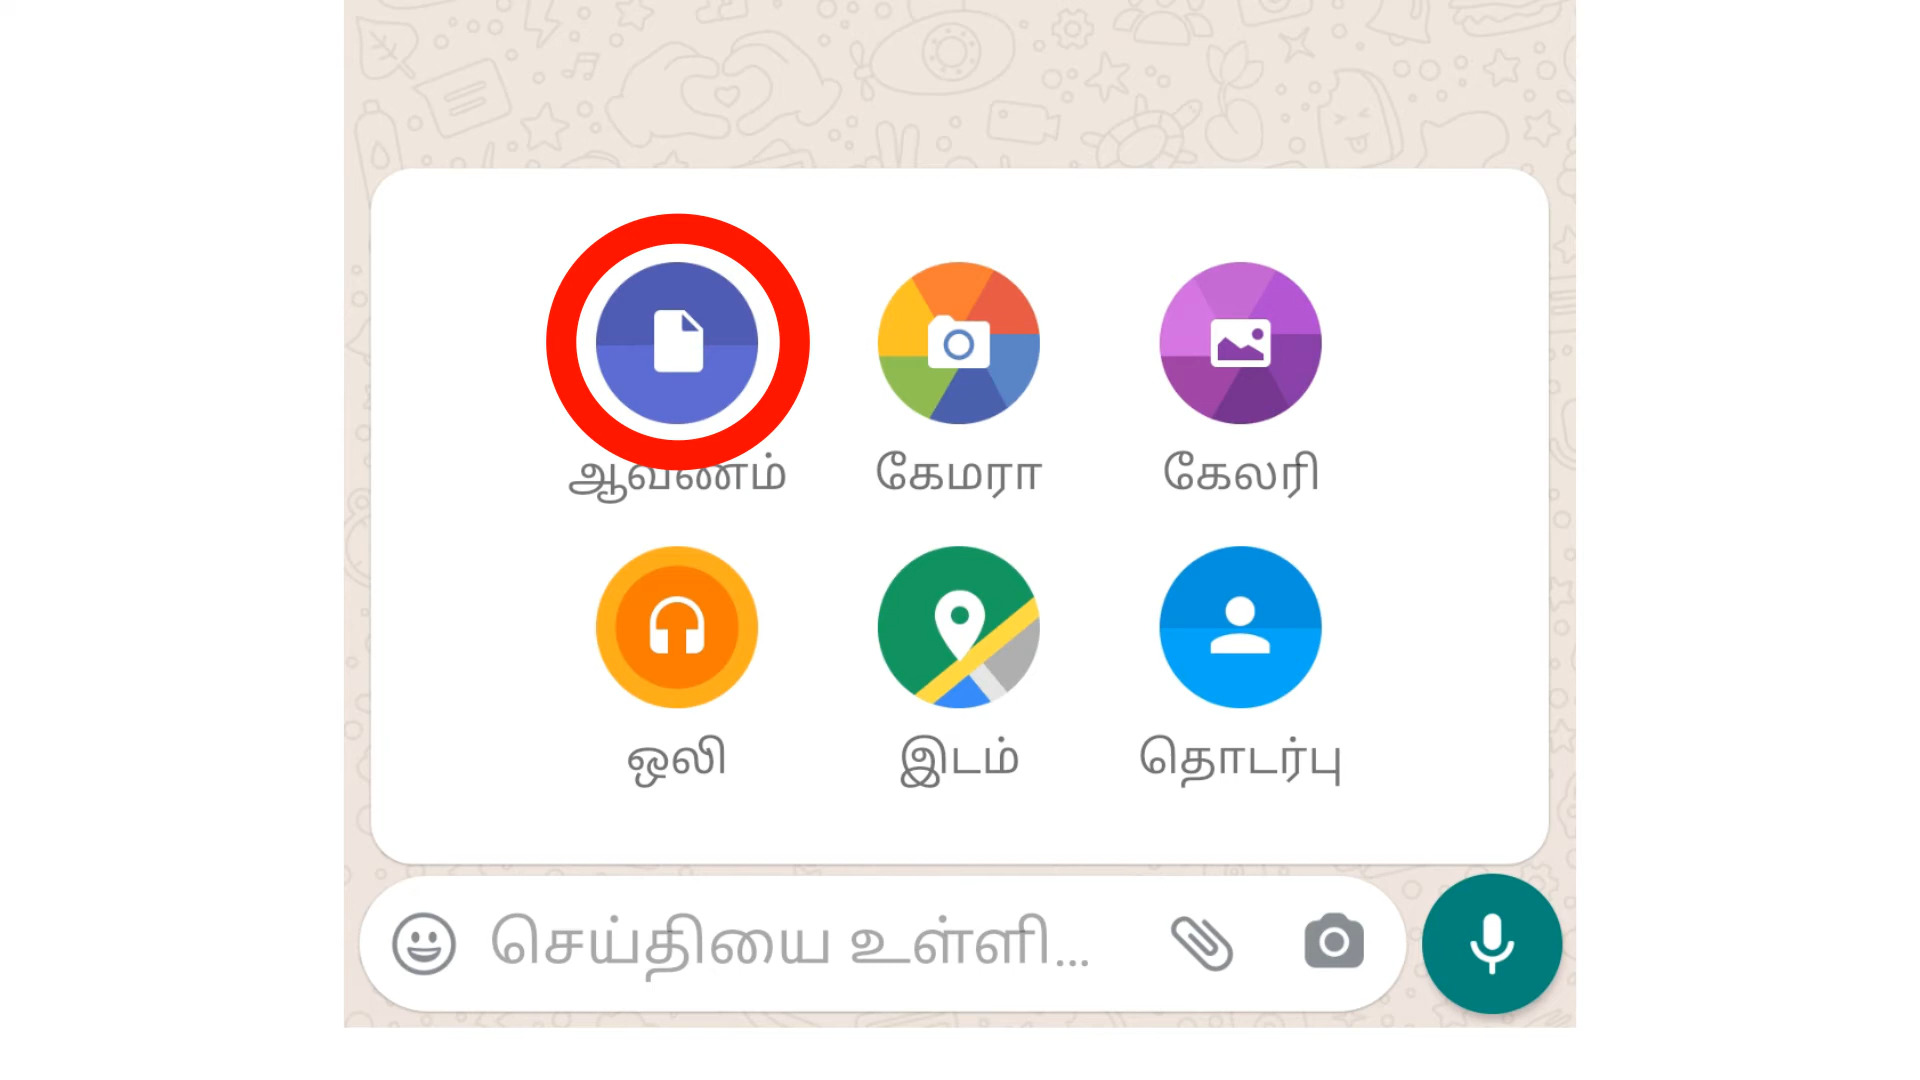 ஆவணம் கேமரா கேலரி
ஒலி இடம் தொடர்பு
செய்தியை உள்ளி...